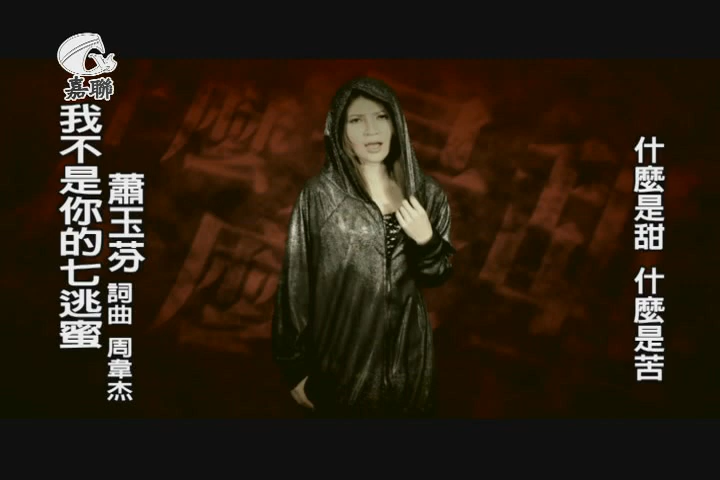 嘉聯
我不是你的七逃蜜
蕭玉芬
詞曲 周韋杰
什麼是甜 什麼是苦